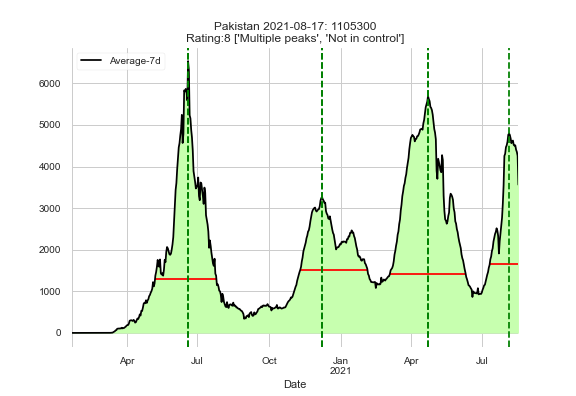 Pakistan 2021-08-17: 1105300
Rating:8 ['Multiple peaks', 'Not in control']
Average-7d
6000
5000
4000
3000
2000
1000
0
Apr Jul Oct Jan Apr Jul
2021
Date